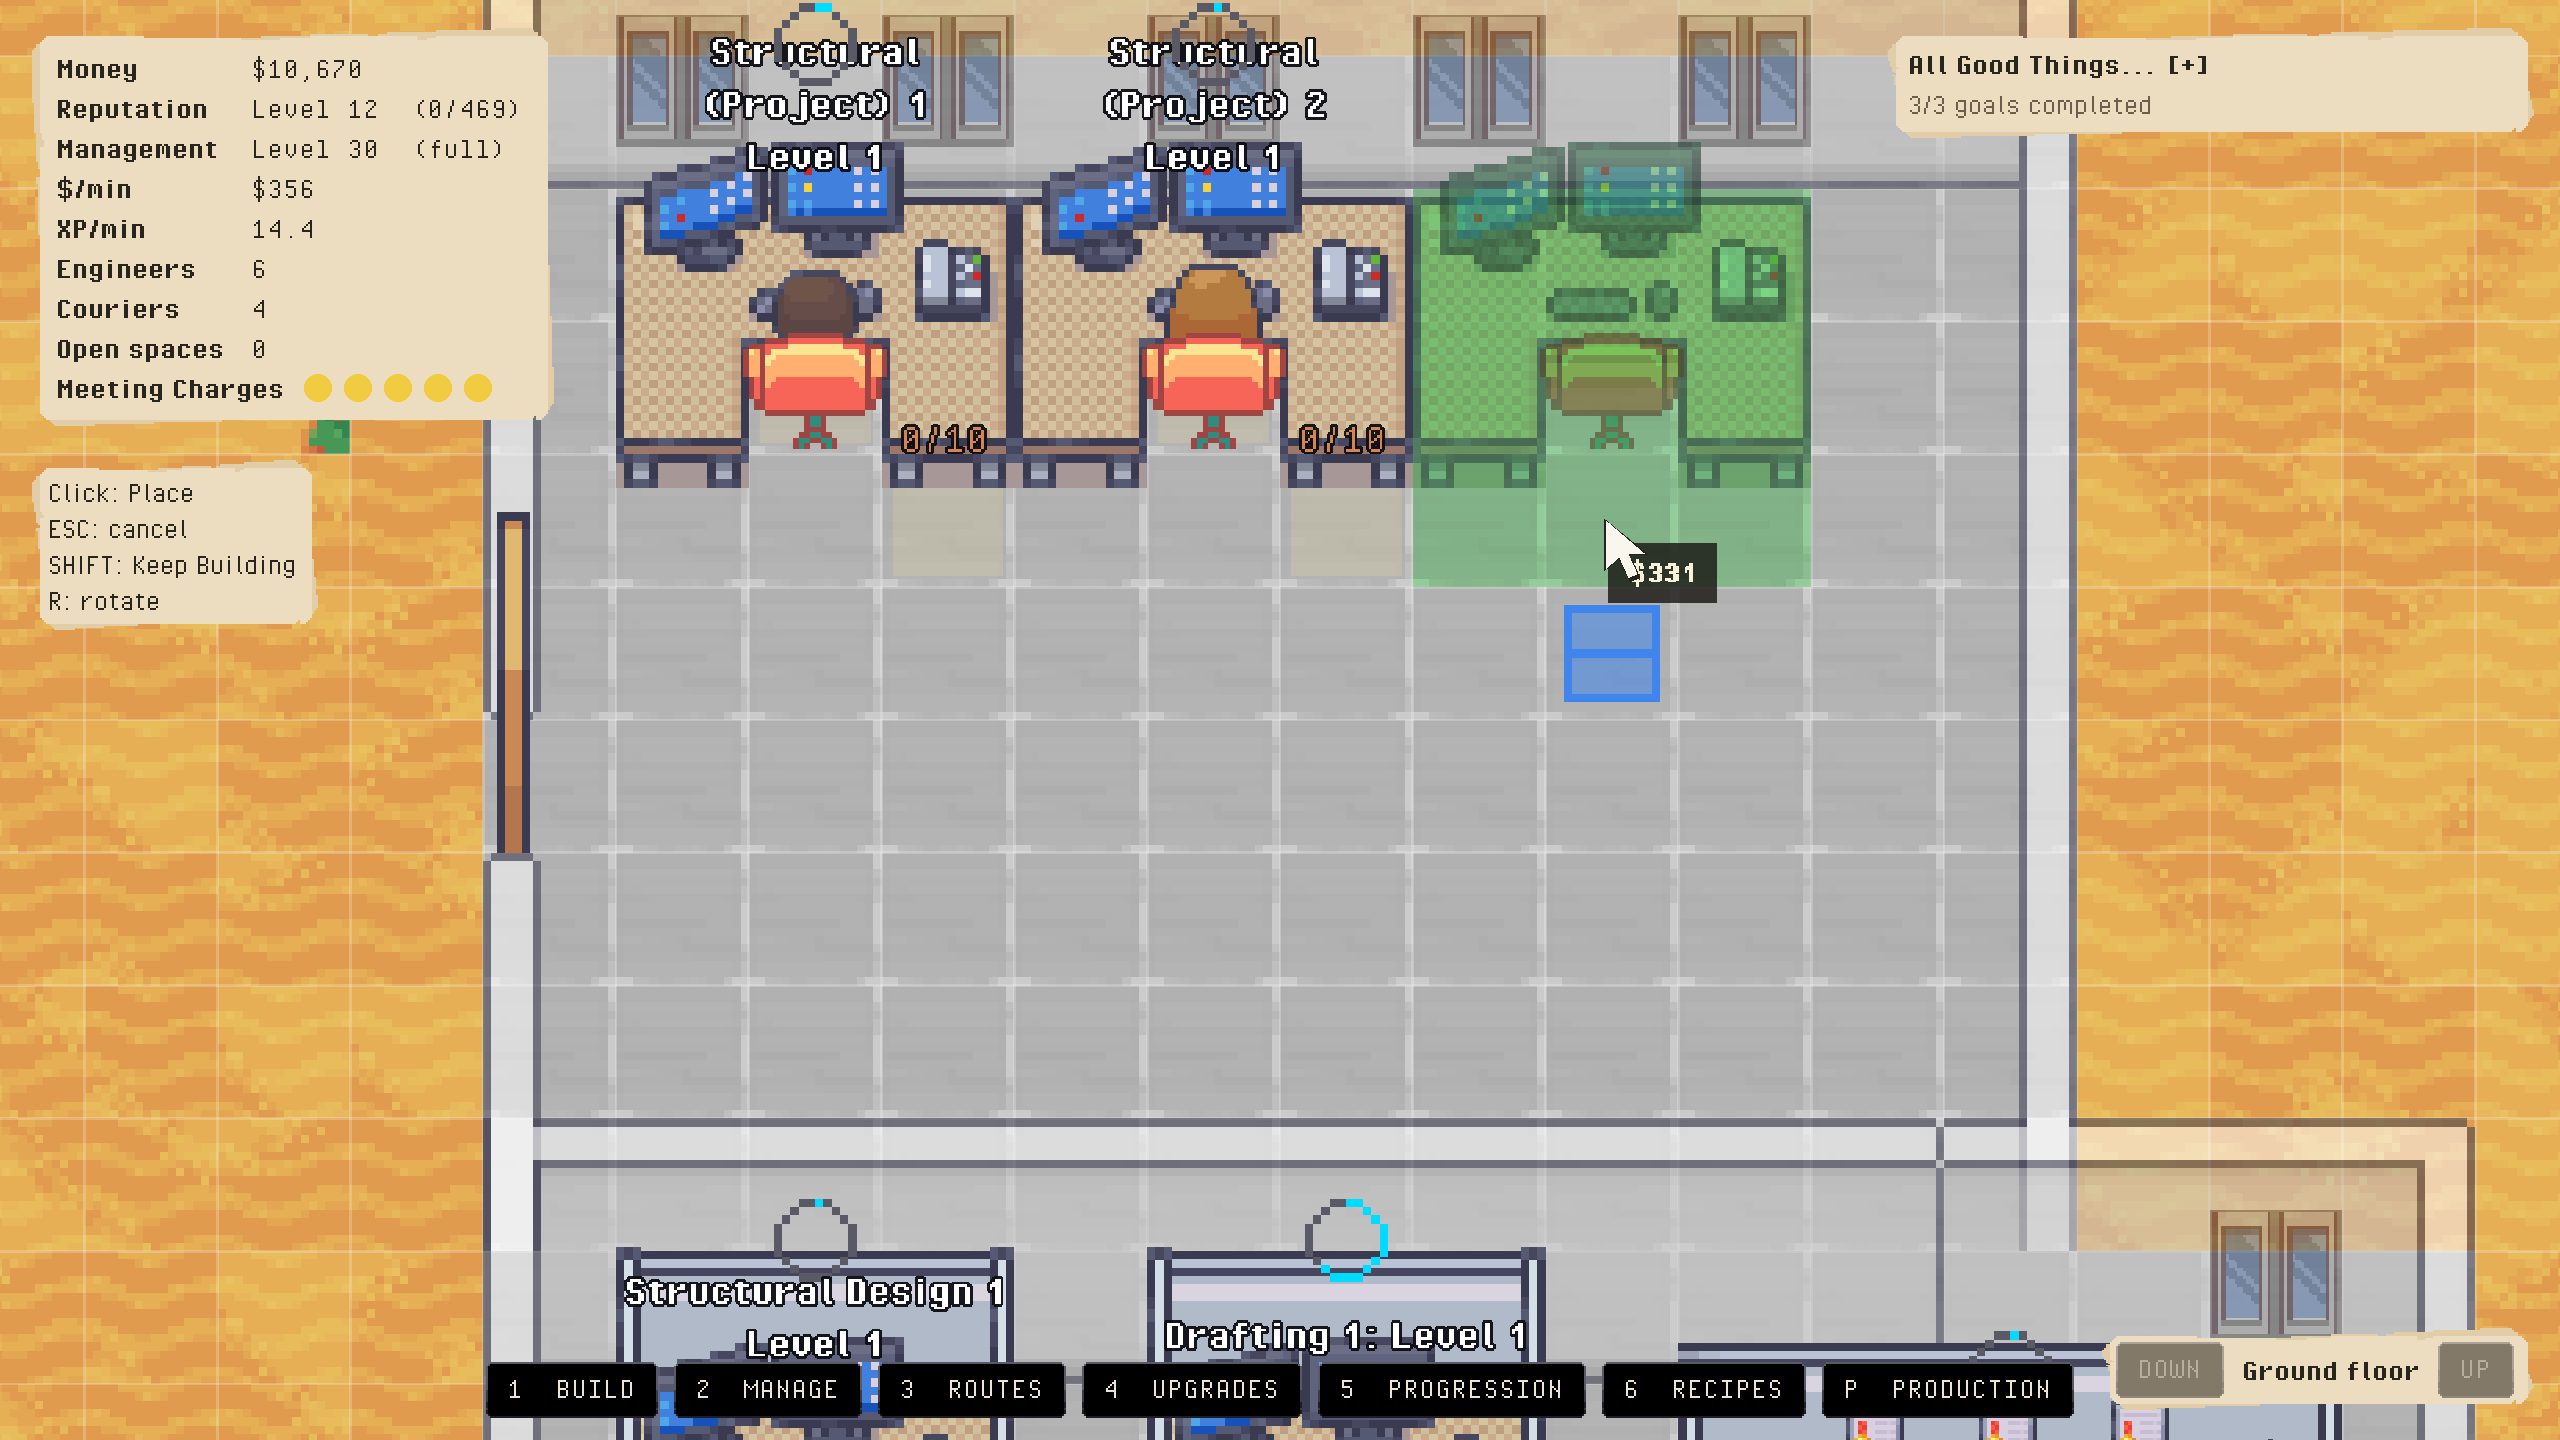 Money $10,670
Reputation Level 12 (0/469)
Management Level 30 (full)
$/min $356
XP/min 14.4
Engineers 6
Couriers 4
Open spaces 0
Meeting Charges
Click: Place
ESC: cancel
SHIFT: Keep Building
R: rotate
Structural
(Project) 1
Level 1
Structural
(Project) 2
Level 1
All Good Things... [+]
3/3 goals completed
0/10
0/10
$331
Structural Design 1
Level 1
Drafting 1: Level 1
1 BUILD
2 MANAGE
3 ROUTES
4 UPGRADES
5 PROGRESSION
6 RECIPES
P PRODUCTION
DOWN
Ground floor
UP